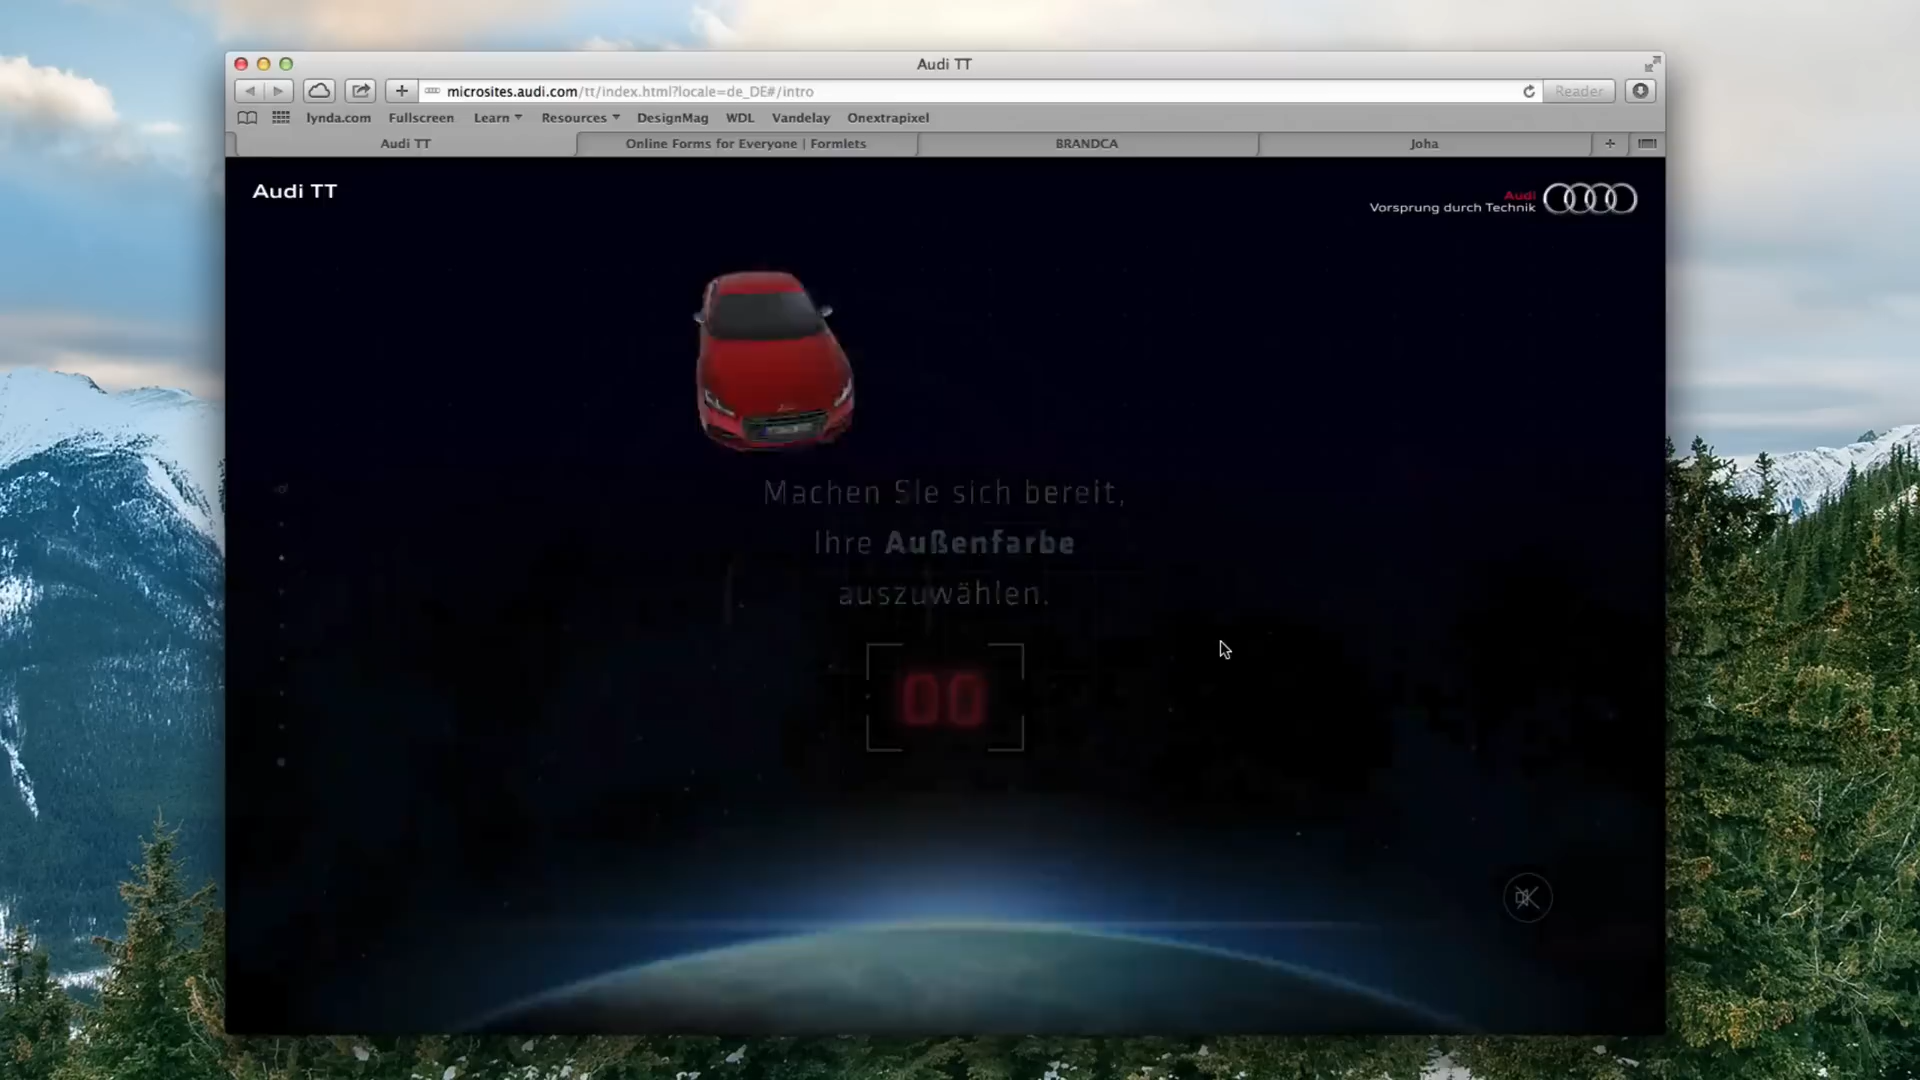 Audi TT
microsites.audi.com/tt/index.html?locale=de_DE#/intro
Reader
lynda.com Fullscreen Learn Resources DesignMag WDL Vandelay Onextrapixel
Audi TT Online Forms for Everyone | Formlets BRANDCA Joha
Audi TT
Audi
Vorsprung durch Technik
Machen Sie sich bereit,
Ihre Außenfarbe
auszuwählen.
00